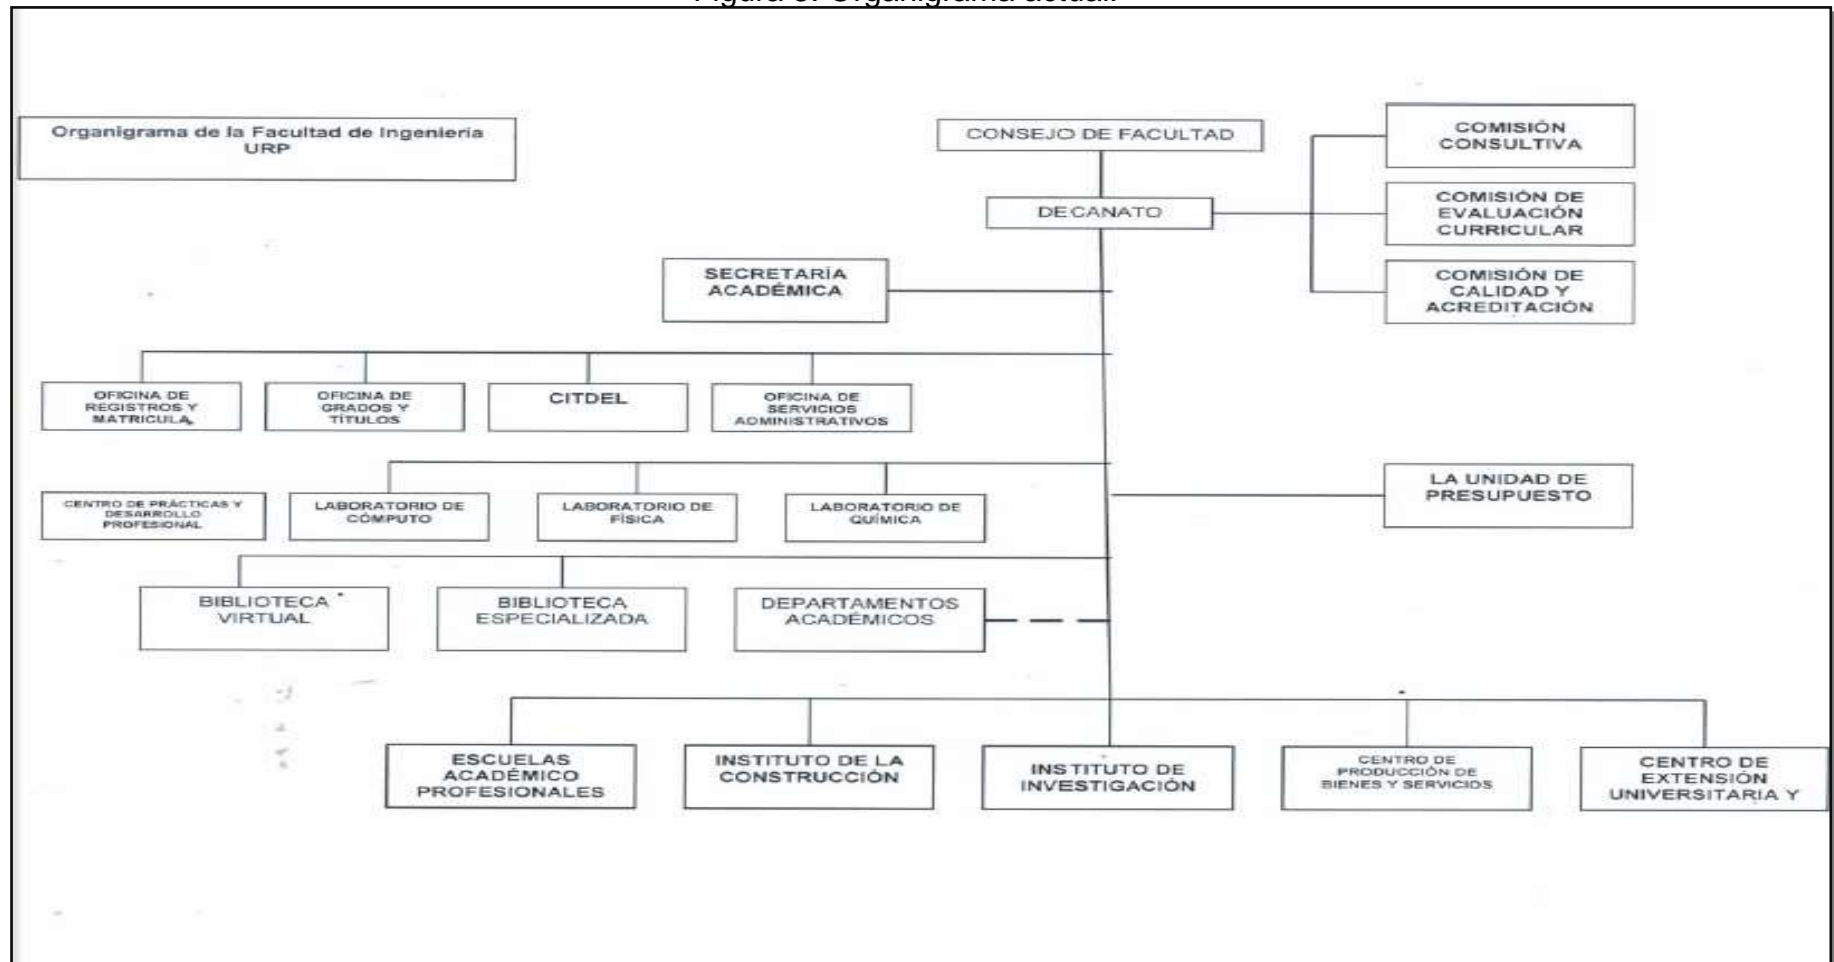 Organigrama de la Facultad de Ingeniería
URP
CONSEJO DE FACULTAD
COMISIÓN
CONSULTIVA
DECANATO
COMISIÓN DE
EVALUACIÓN
CURRICULAR
SECRETARÍA
ACADÉMICA
COMISIÓN DE
CALIDAD Y
ACREDITACIÓN
OFICINA DE
REGISTROS Y
MATRICULA
OFICINA DE
GRADOS Y
TÍTULOS
CITDEL
OFICINA DE
SERVICIOS
ADMINISTRATIVOS
CENTRO DE PRÁCTICAS Y
DESARROLLO
PROFESIONAL
LABORATORIO DE
CÓMPUTO
LABORATORIO DE
FÍSICA
LABORATORIO DE
QUÍMICA
LA UNIDAD DE
PRESUPUESTO
BIBLIOTECA
VIRTUAL
BIBLIOTECA
ESPECIALIZADA
DEPARTAMENTOS
ACADÉMICOS
ESCUELAS
ACADÉMICO
PROFESIONALES
INSTITUTO DE LA
CONSTRUCCIÓN
INSTITUTO DE
INVESTIGACIÓN
CENTRO DE
PRODUCCIÓN DE
BIENES Y SERVICIOS
CENTRO DE
EXTENSIÓN
UNIVERSITARIA Y